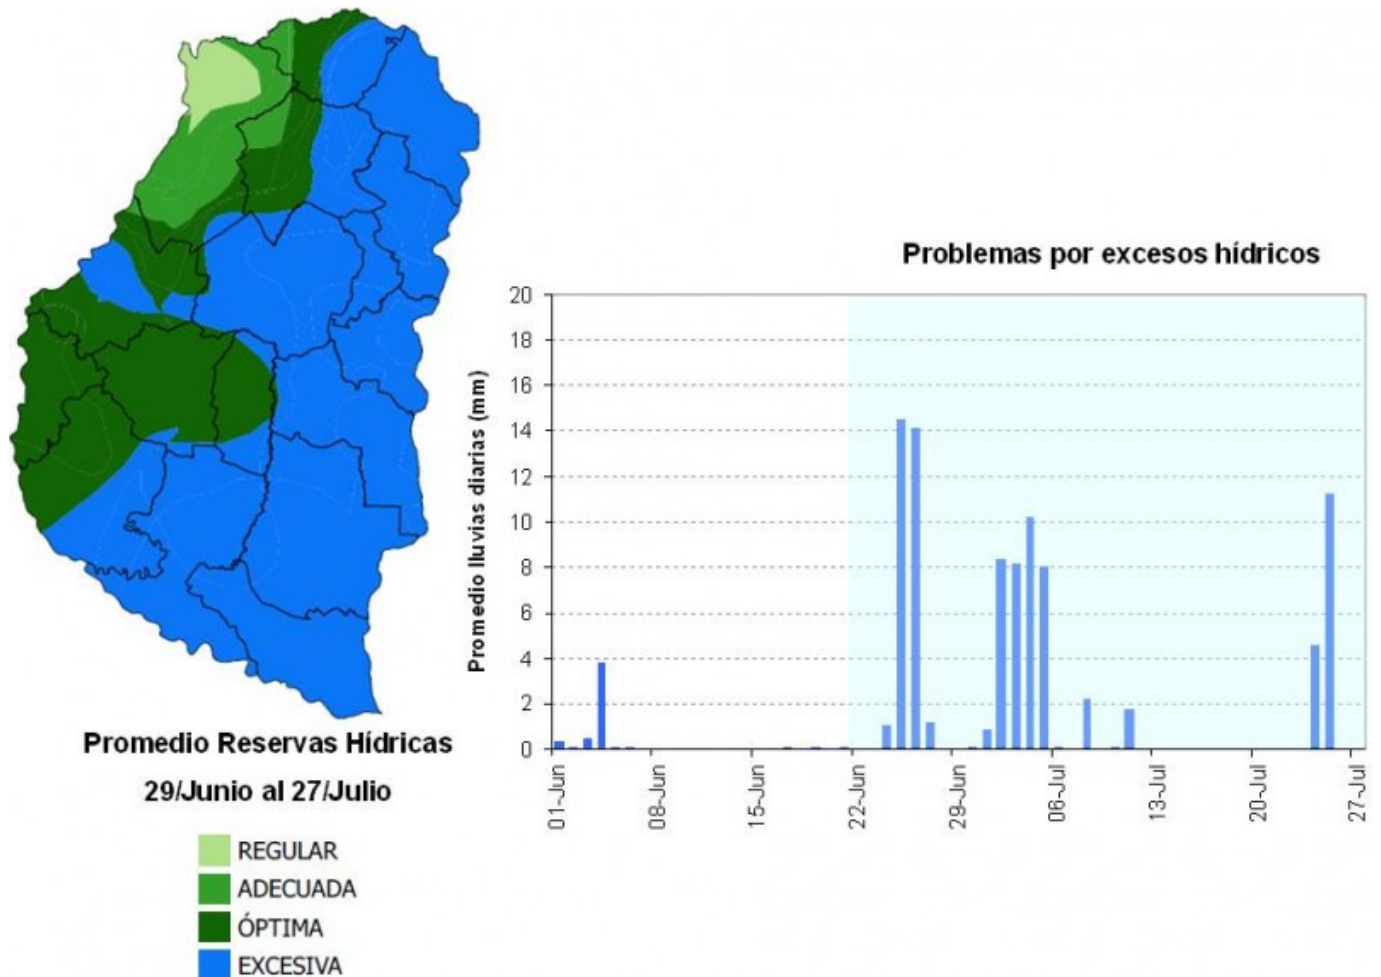 Promedio Reservas Hídricas
29/Junio al 27/Julio
REGULAR
ADECUADA
ÓPTIMA
EXCESIVA
Problemas por excesos hídricos
Promedio lluvias diarias (mm)
20
18
16
14
12
10
8
6
4
2
0
01-Jun
08-Jun
15-Jun
22-Jun
29-Jun
06-Jul
13-Jul
20-Jul
27-Jul